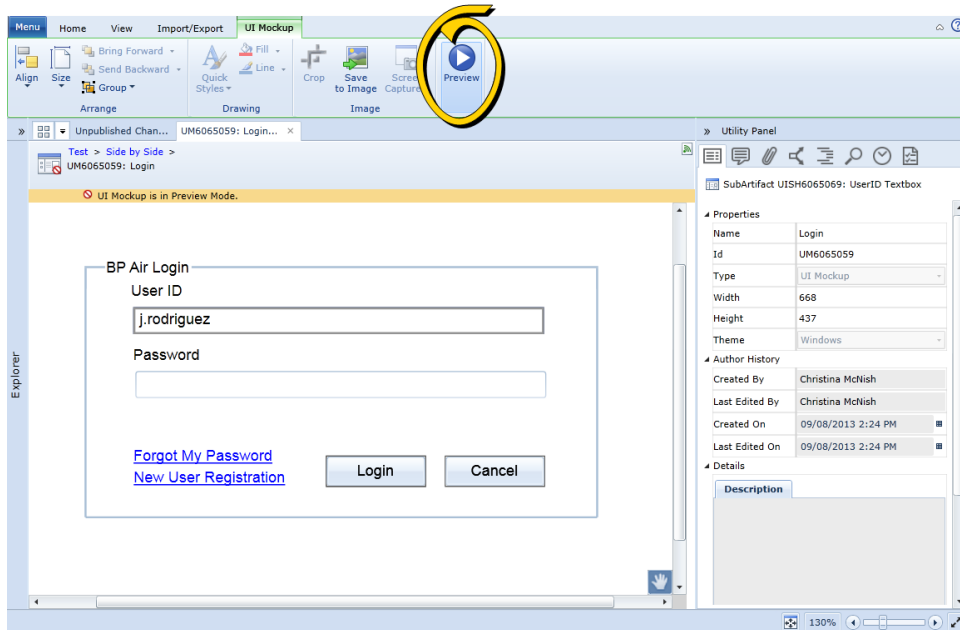 Menu Home View Import/Export UI Mockup
Bring Forward Fill
Send Backward Line
Align Size Group Quick Styles Crop Save to Image Screen Capture Preview
Arrange Drawing Image
Unpublished Chan... UM6065059: Login... × Utility Panel
Test > Side by Side >
UM6065059: Login
SubArtifact UISH6065069: UserID Textbox
UI Mockup is in Preview Mode.
Properties
Name Login
Id UM6065059
Type UI Mockup
Width 668
Height 437
Theme Windows
Author History
Created By Christina McNish
Last Edited By Christina McNish
Created On 09/08/2013 2:24 PM
Last Edited On 09/08/2013 2:24 PM
Details
Description
BP Air Login
User ID
j.rodriguez
Password
Forgot My Password
New User Registration
Login Cancel
Explorer
130%